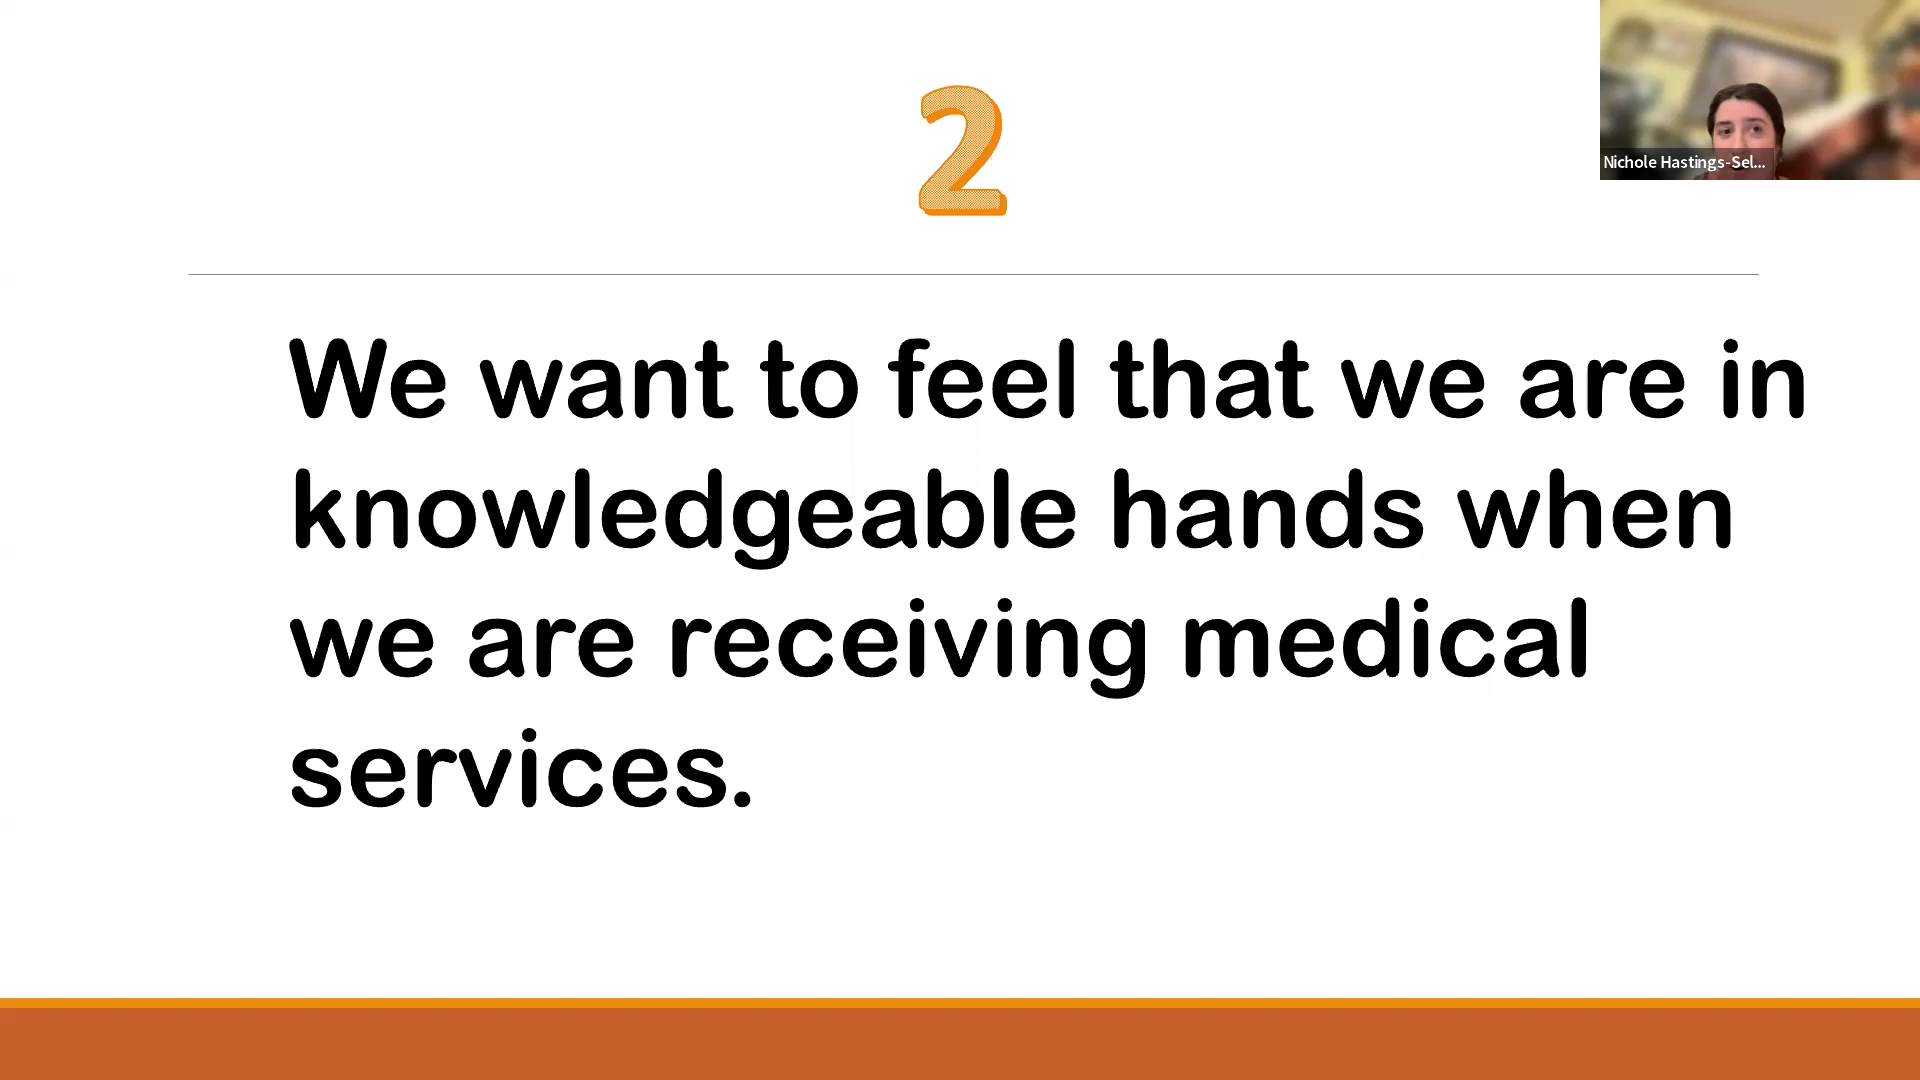 2
Nichole Hastings-Sel...
We want to feel that we are in
knowledgeable hands when
we are receiving medical
services.